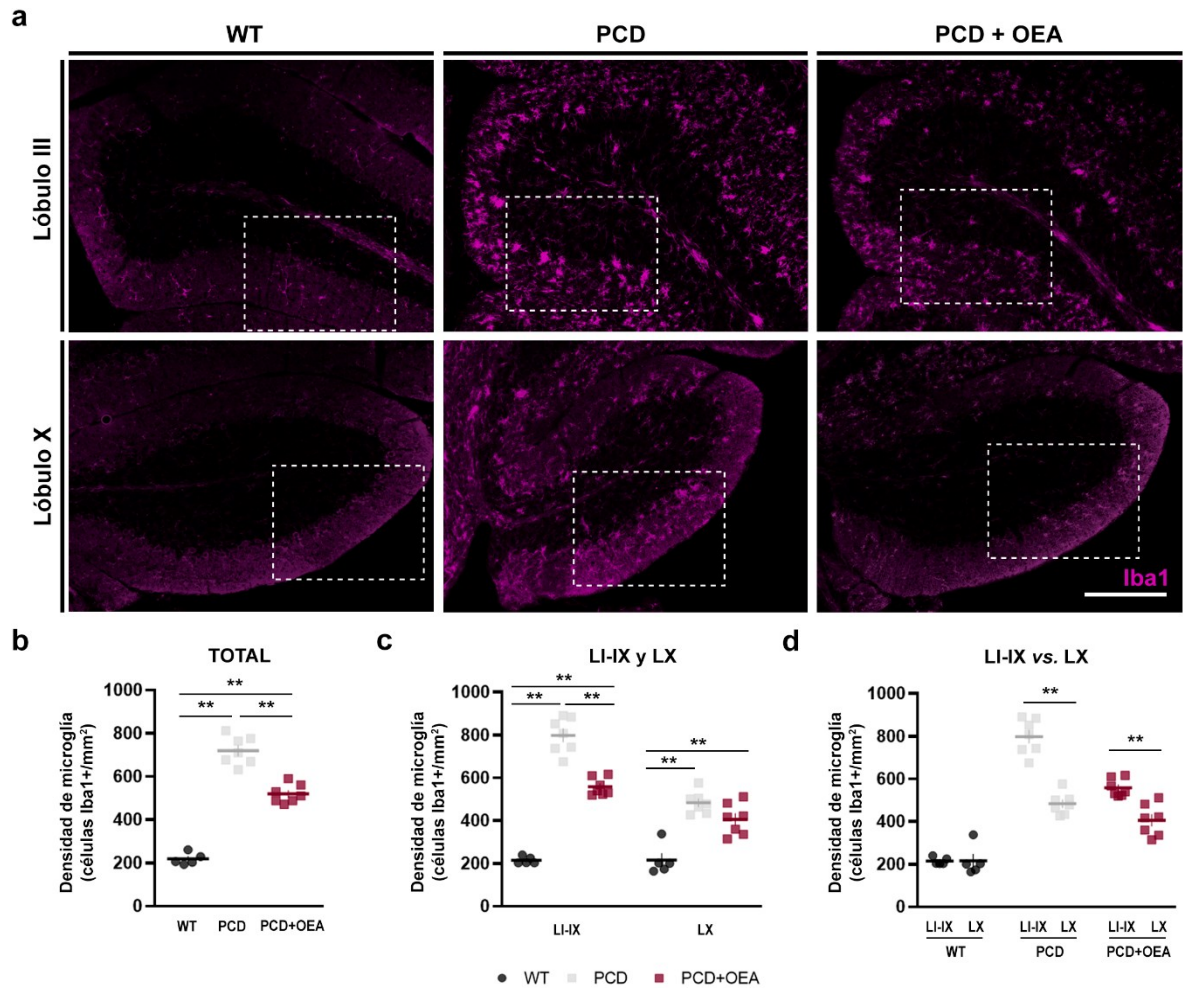 a
WT
PCD
PCD + OEA
Lóbulo III
Lóbulo X
Iba1
b
TOTAL
Densidad de microglía
(células Iba1+/mm²)
1000
800
600
400
200
0
**
** **
WT PCD PCD+OEA
c
LI-IX y LX
Densidad de microglía
(células Iba1+/mm²)
1000
800
600
400
200
0
**
** **
**
**
LI-IX LX
d
LI-IX vs. LX
Densidad de microglía
(células Iba1+/mm²)
1000
800
600
400
200
0
**
**
LI-IX LX LI-IX LX LI-IX LX
WT PCD PCD+OEA
WT PCD PCD+OEA